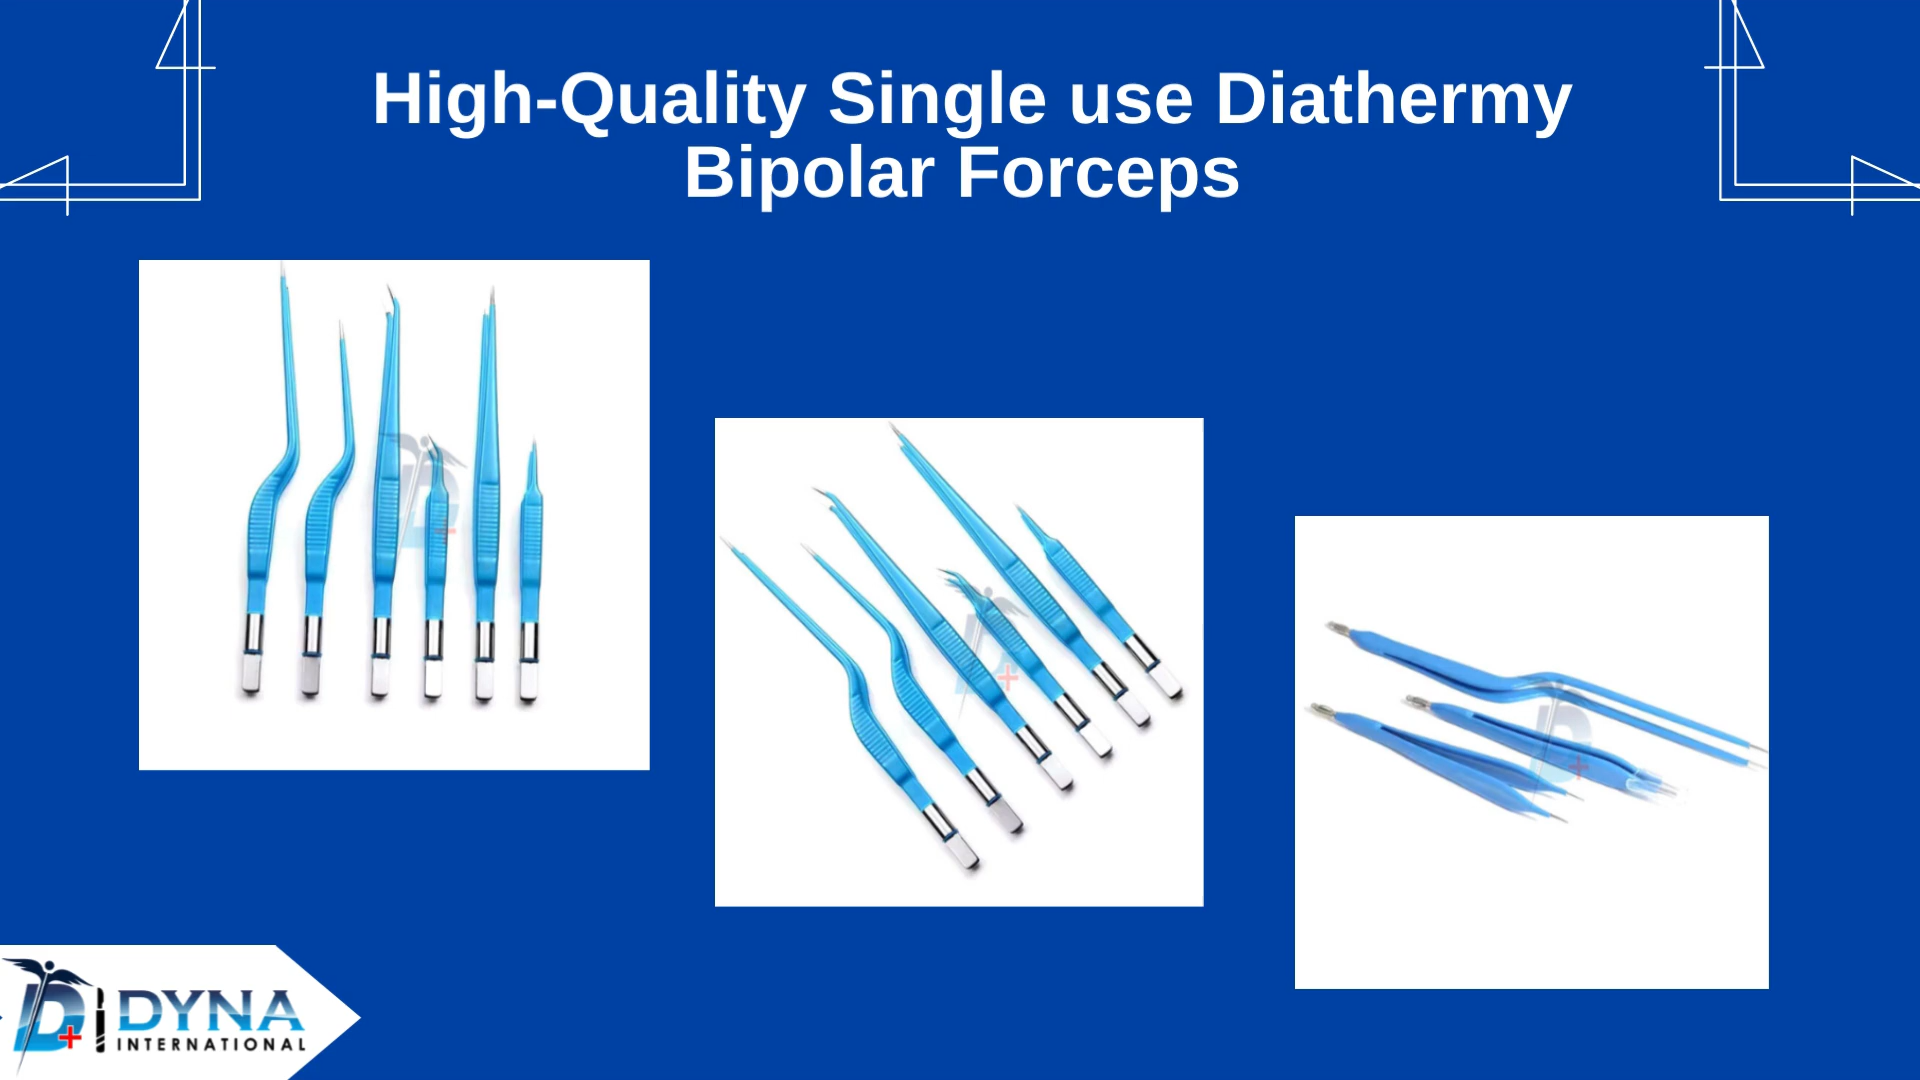 High-Quality Single use Diathermy
Bipolar Forceps
DYNA
INTERNATIONAL